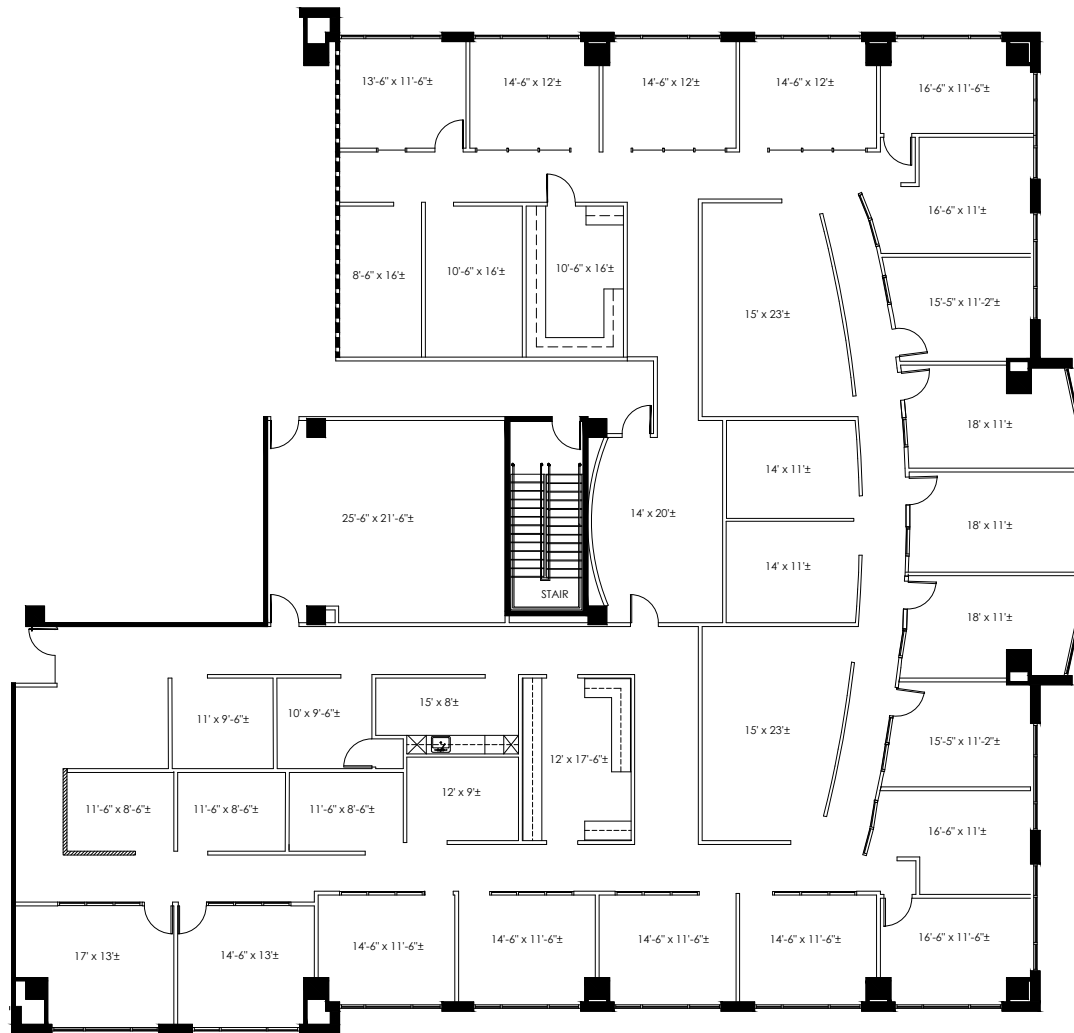 13'-6" x 11'-6"±
14'-6" x 12'±
14'-6" x 12'±
14'-6" x 12'±
16'-6" x 11'-6"±
16'-6" x 11'±
8'-6" x 16'±
10'-6" x 16'±
10'-6" x 16'±
15'-5" x 11'-2"±
15' x 23'±
18' x 11'±
14' x 11'±
25'-6" x 21'-6"±
14' x 20'±
18' x 11'±
14' x 11'±
STAIR
18' x 11'±
15' x 8'±
11' x 9'-6"±
10' x 9'-6"±
15' x 23'±
15'-5" x 11'-2"±
12' x 17'-6"±
12' x 9'±
11'-6" x 8'-6"±
11'-6" x 8'-6"±
11'-6" x 8'-6"±
16'-6" x 11'±
16'-6" x 11'-6"±
14'-6" x 11'-6"±
14'-6" x 11'-6"±
14'-6" x 11'-6"±
14'-6" x 11'-6"±
17' x 13'±
14'-6" x 13'±